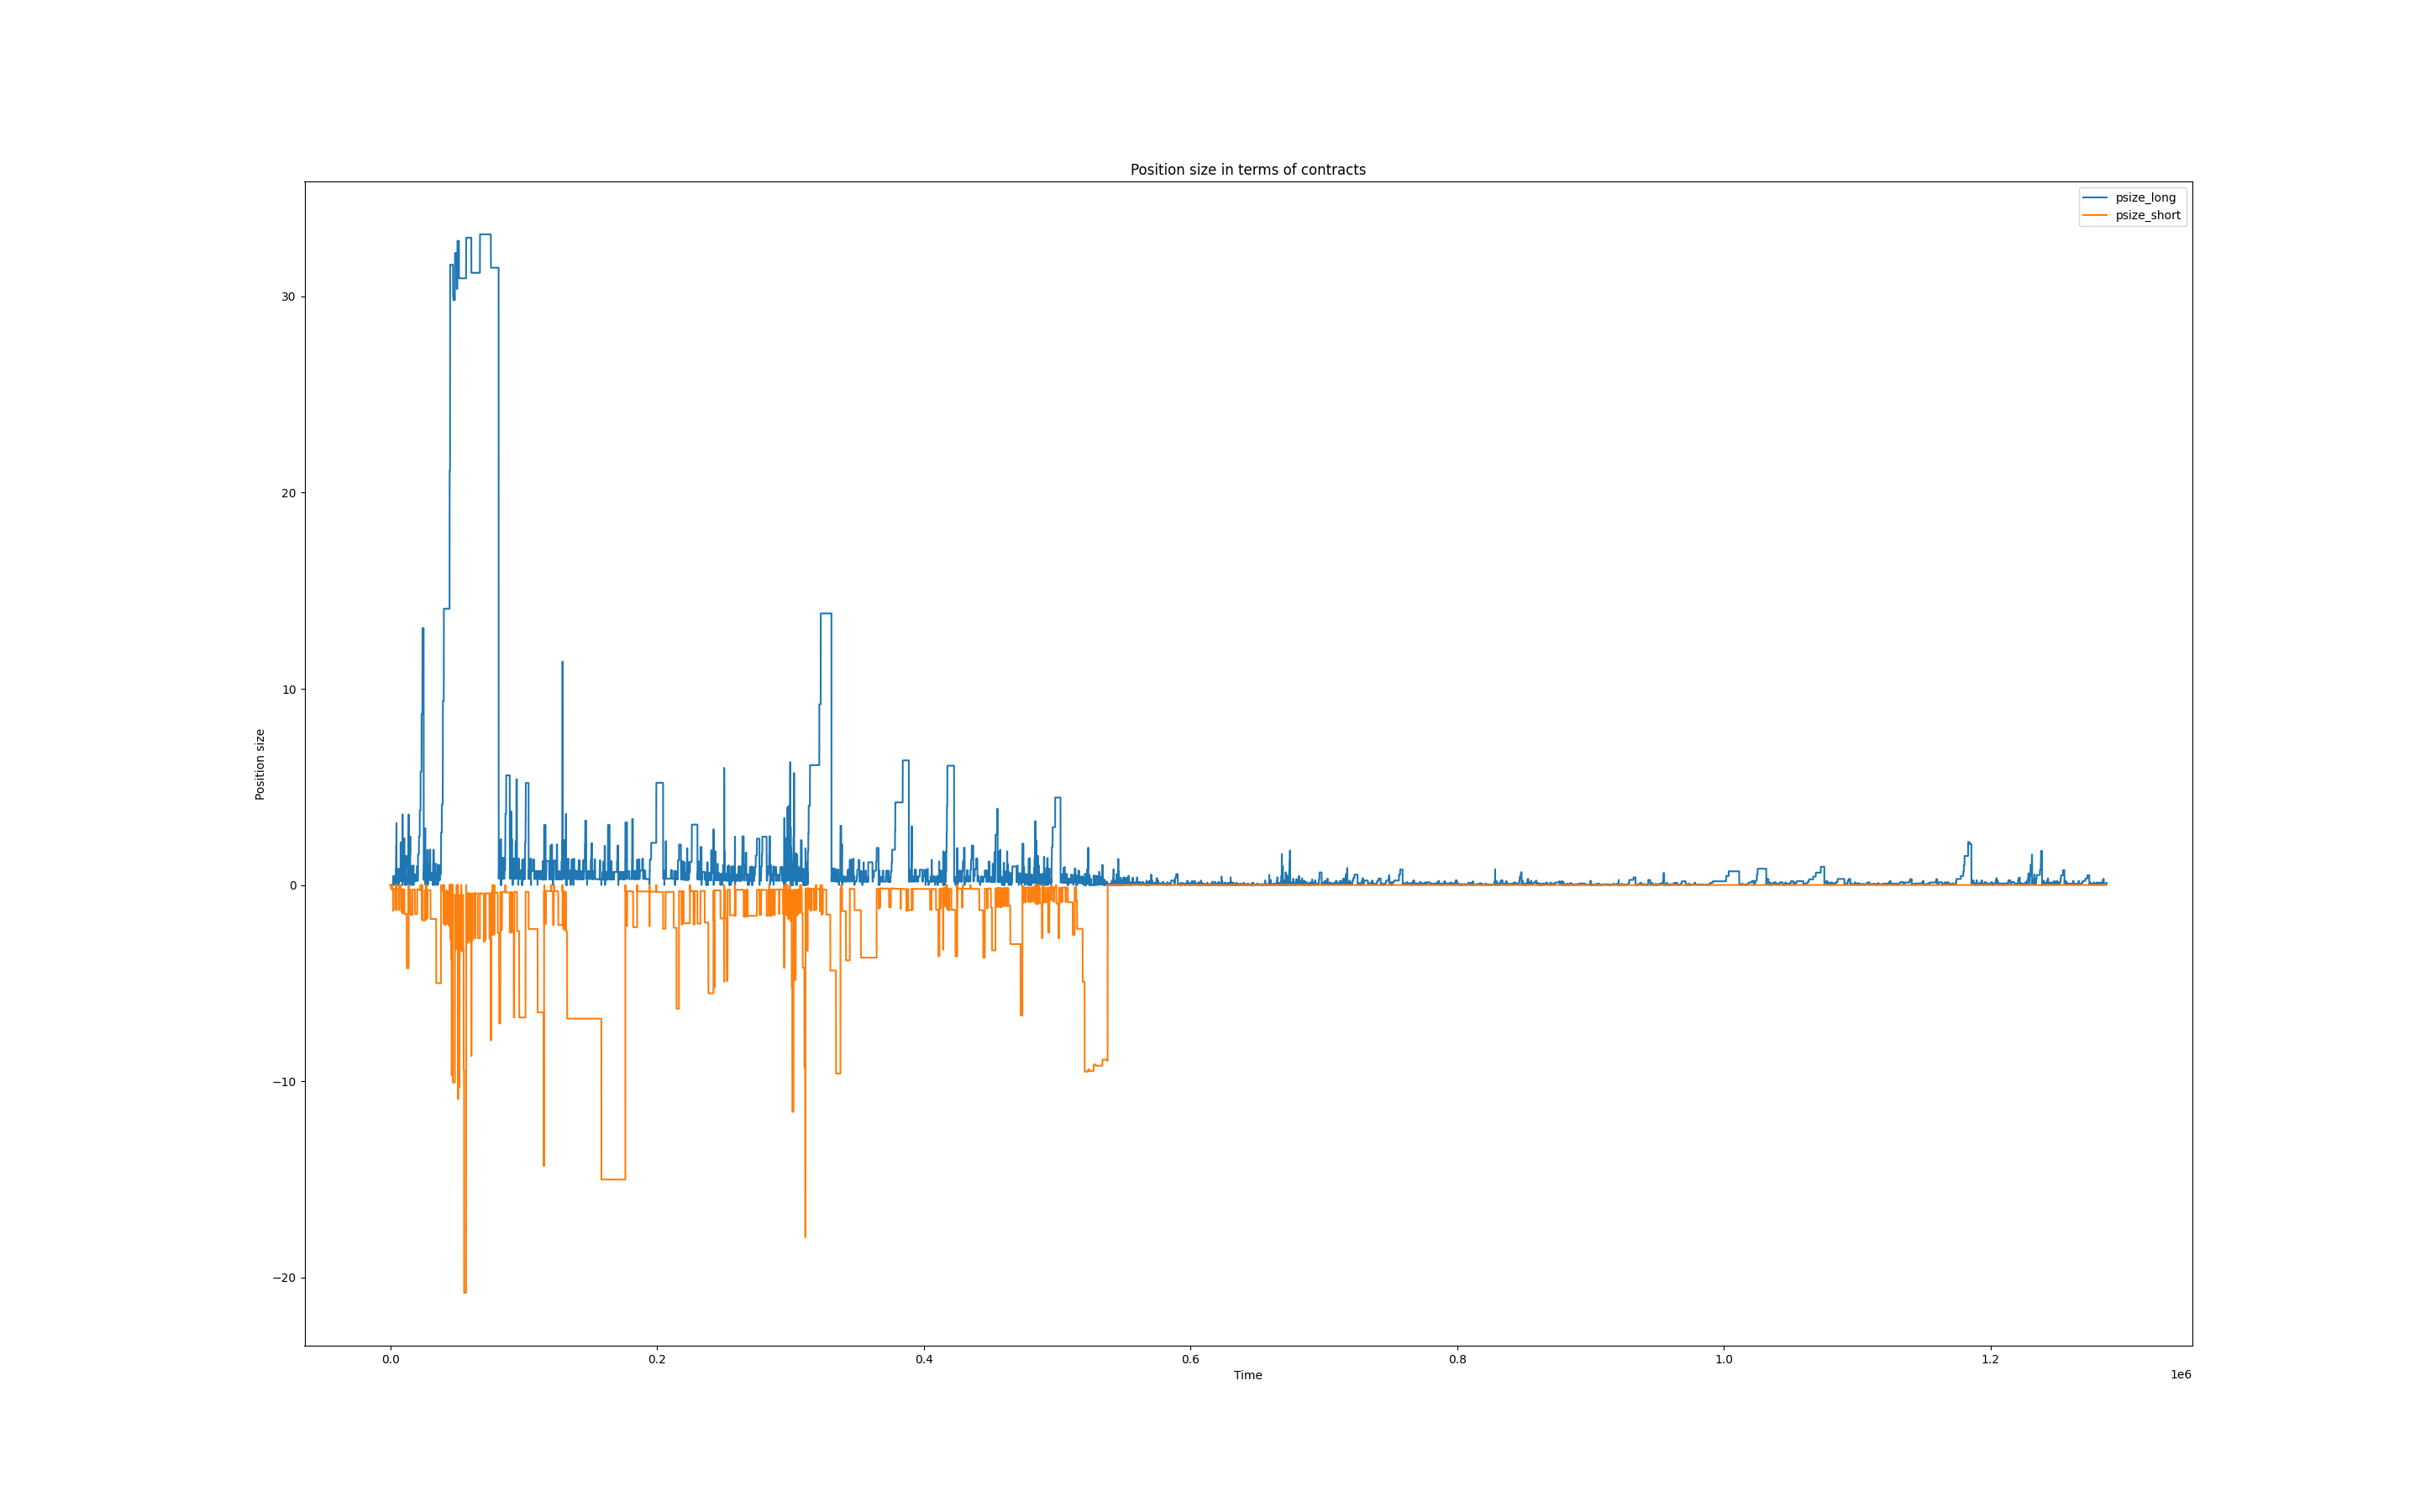 Position size in terms of contracts
psize_long
psize_short
Position size
30
20
10
0
−10
−20
0.0
0.2
0.4
0.6
0.8
1.0
1.2
1e6
Time